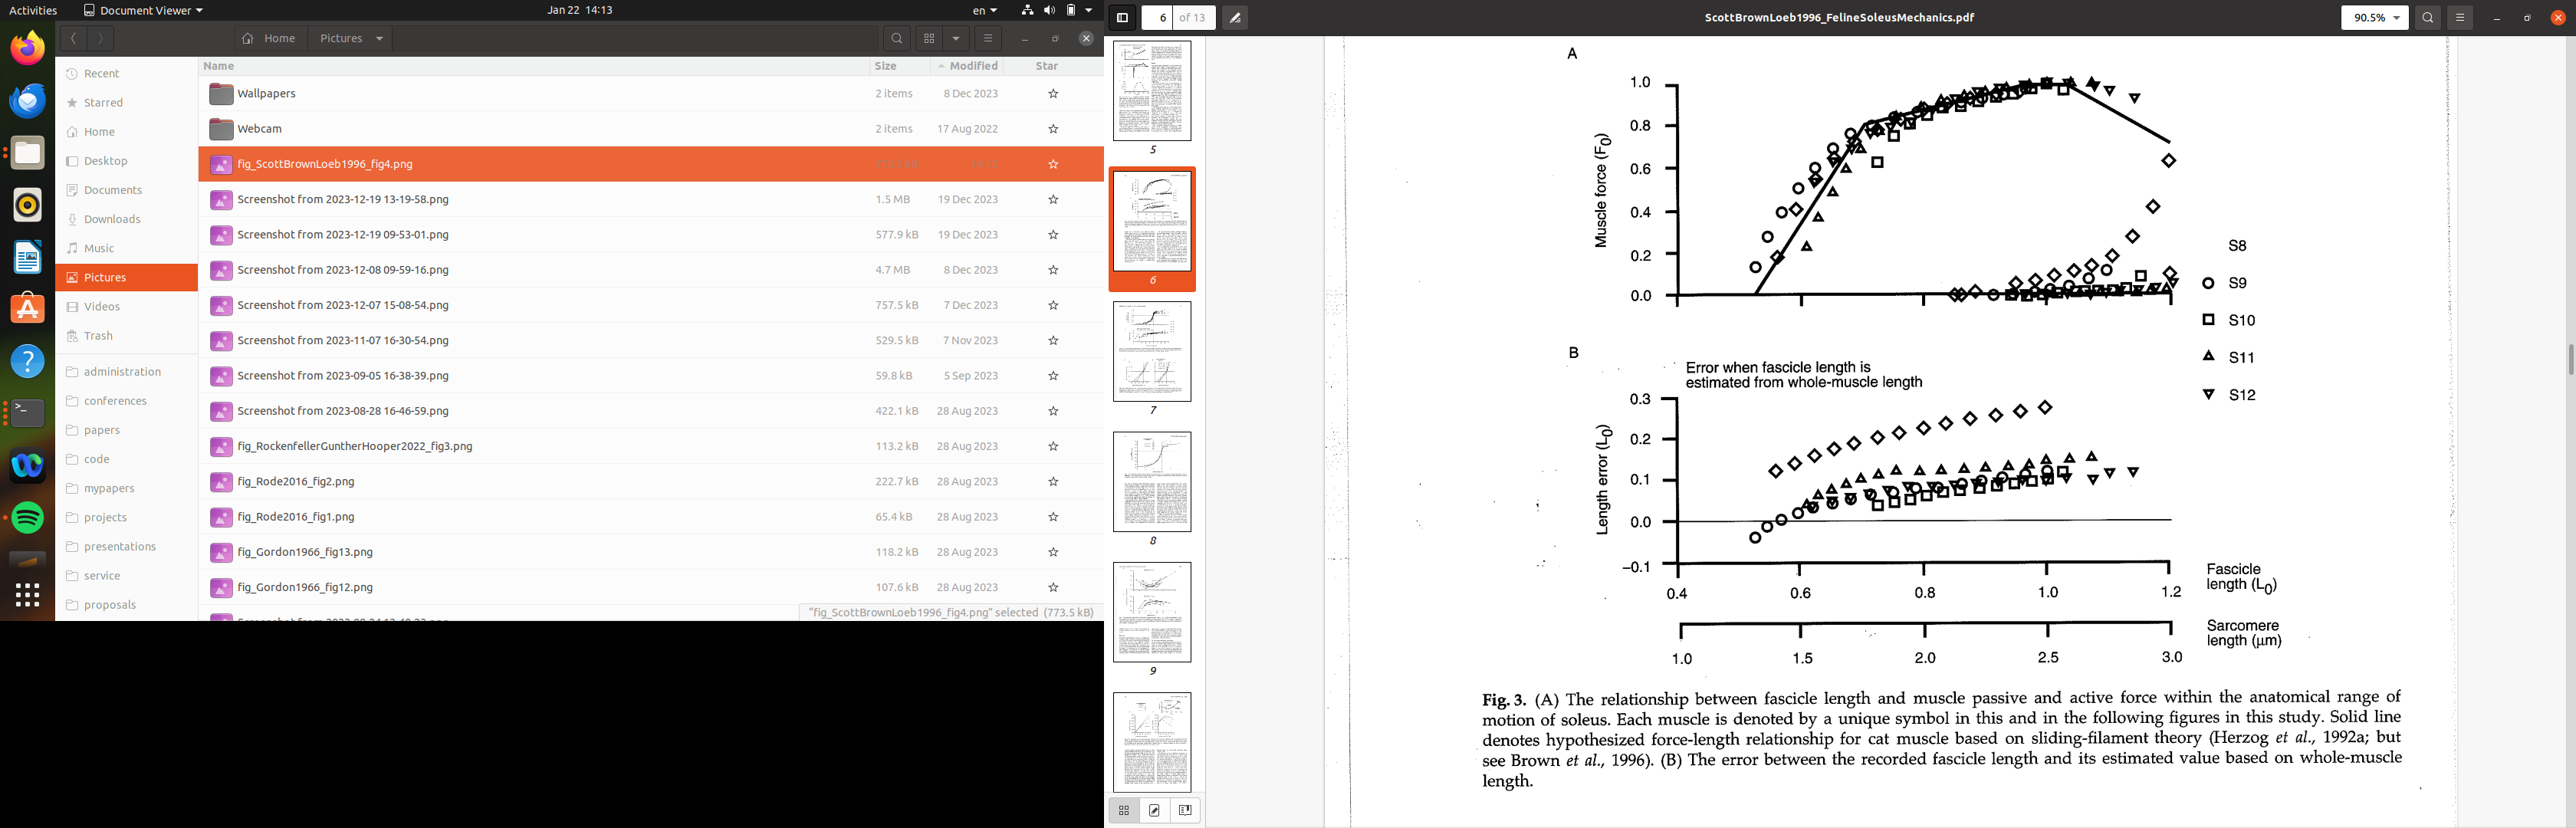 Activities
Document Viewer
Jan 22 14:13
en
Home
Pictures
Name
Size
Modified
Star
Recent
Starred
Home
Desktop
Documents
Downloads
Music
Pictures
Videos
Trash
administration
conferences
papers
code
mypapers
projects
presentations
service
proposals
Wallpapers 2 items 8 Dec 2023
Webcam 2 items 17 Aug 2022
fig_ScottBrownLoeb1996_fig4.png
Screenshot from 2023-12-19 13-19-58.png 1.5 MB 19 Dec 2023
Screenshot from 2023-12-19 09-53-01.png 577.9 kB 19 Dec 2023
Screenshot from 2023-12-08 09-59-16.png 4.7 MB 8 Dec 2023
Screenshot from 2023-12-07 15-08-54.png 757.5 kB 7 Dec 2023
Screenshot from 2023-11-07 16-30-54.png 529.5 kB 7 Nov 2023
Screenshot from 2023-09-05 16-38-39.png 59.8 kB 5 Sep 2023
Screenshot from 2023-08-28 16-46-59.png 422.1 kB 28 Aug 2023
fig_RockenfellerGuntherHooper2022_fig3.png 113.2 kB 28 Aug 2023
fig_Rode2016_fig2.png 222.7 kB 28 Aug 2023
fig_Rode2016_fig1.png 65.4 kB 28 Aug 2023
fig_Gordon1966_fig13.png 118.2 kB 28 Aug 2023
fig_Gordon1966_fig12.png 107.6 kB 28 Aug 2023
"fig_ScottBrownLoeb1996_fig4.png" selected (773.5 kB)
6 of 13
ScottBrownLoeb1996_FelineSoleusMechanics.pdf
90.5%
5
6
7
8
9
A
Muscle force (F0)
1.0
0.8
0.6
0.4
0.2
0.0
S8
S9
S10
S11
S12
B
Error when fascicle length is
estimated from whole-muscle length
Length error (L0)
0.3
0.2
0.1
0.0
–0.1
0.4 0.6 0.8 1.0 1.2
Fascicle
length (L0)
1.0 1.5 2.0 2.5 3.0
Sarcomere
length (μm)
Fig. 3. (A) The relationship between fascicle length and muscle passive and active force within the anatomical range of
motion of soleus. Each muscle is denoted by a unique symbol in this and in the following figures in this study. Solid line
denotes hypothesized force-length relationship for cat muscle based on sliding-filament theory (Herzog et al., 1992a; but
see Brown et al., 1996). (B) The error between the recorded fascicle length and its estimated value based on whole-muscle
length.